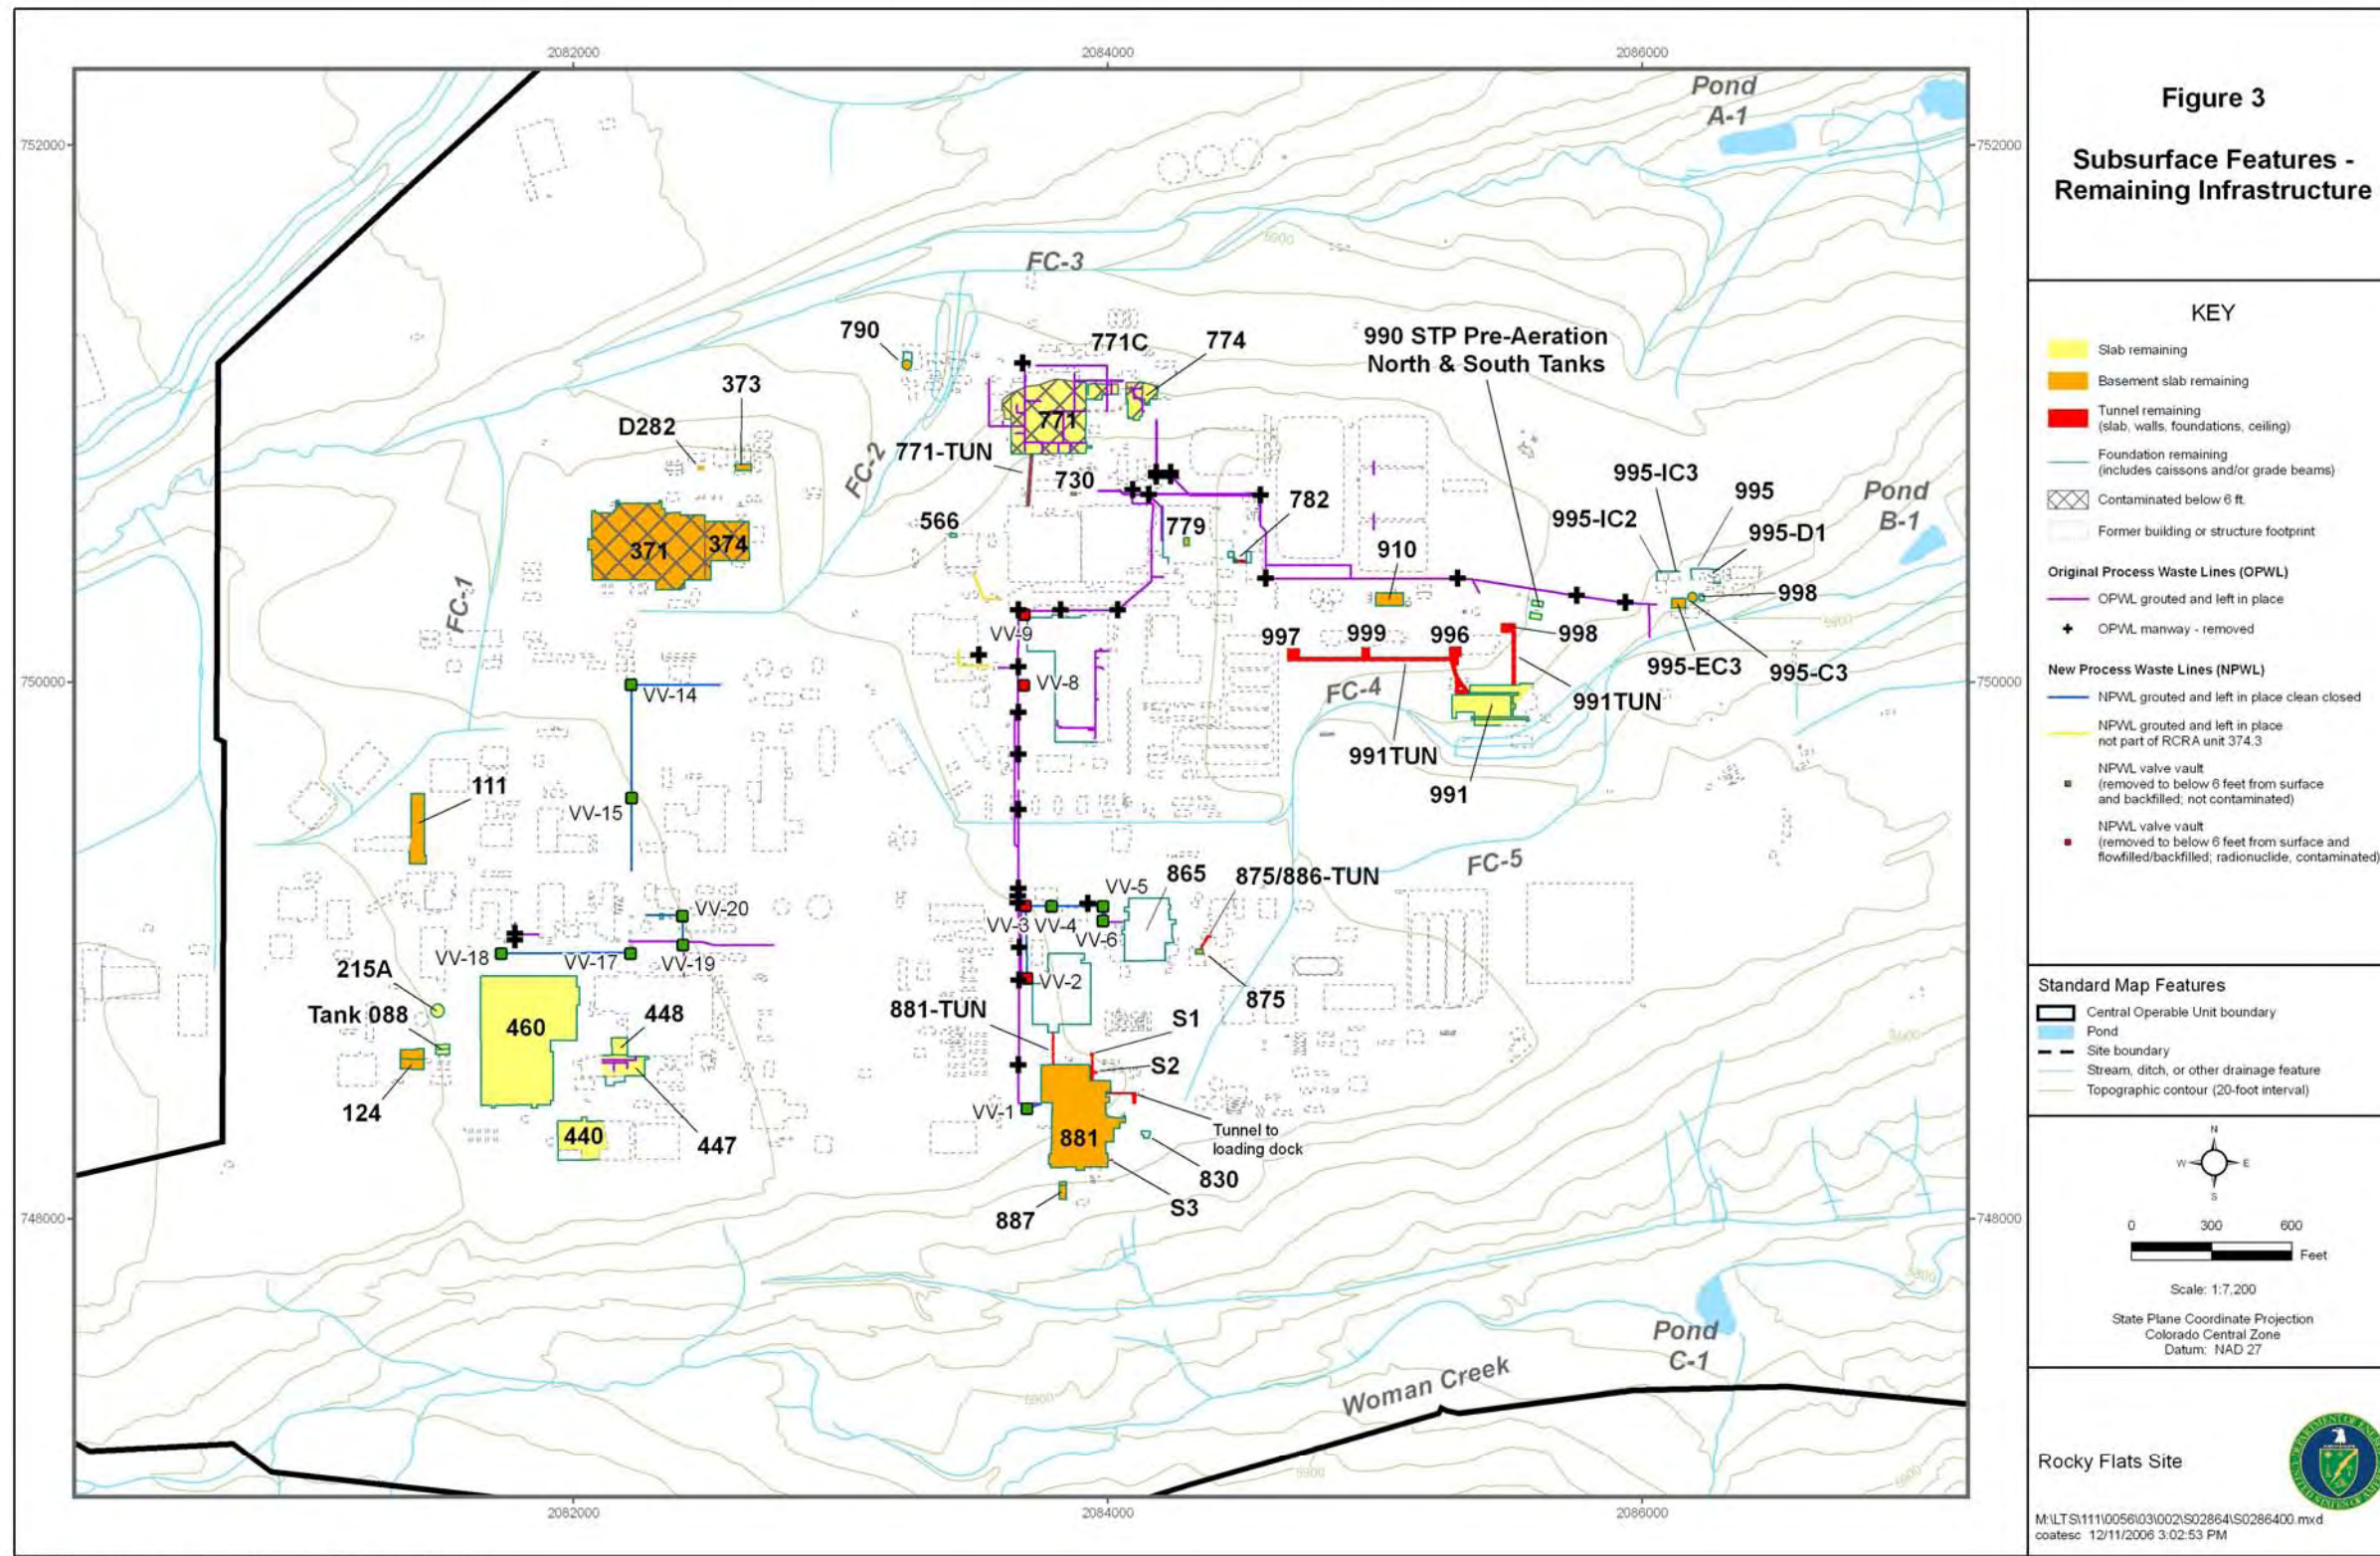 2082000
2084000
2086000
752000
752000
Pond
A-1
FC-3
5900
790
771C
774
990 STP Pre-Aeration
North & South Tanks
373
D282
771
771-TUN
FC-2
730
782
995-IC3
995
Pond
B-1
995-IC2
995-D1
566
779
910
371
374
FC-1
998
5900
VV-9
997
999
996
998
995-EC3
995-C3
750000
750000
VV-14
VV-8
FC-4
991TUN
991TUN
991
111
VV-15
FC-5
865
875/886-TUN
VV-5
VV-20
VV-3
VV-4
VV-6
VV-18
VV-17
VV-19
215A
VV-2
875
Tank 088
460
448
881-TUN
S1
S2
124
VV-1
440
447
881
Tunnel to
loading dock
830
S3
887
748000
748000
Pond
C-1
Woman Creek
5900
5900
2082000
2084000
2086000
Figure 3
Subsurface Features -
Remaining Infrastructure
KEY
Slab remaining
Basement slab remaining
Tunnel remaining
(slab, walls, foundations, ceiling)
Foundation remaining
(includes caissons and/or grade beams)
Contaminated below 6 ft.
Former building or structure footprint
Original Process Waste Lines (OPWL)
OPWL grouted and left in place
OPWL manway - removed
New Process Waste Lines (NPWL)
NPWL grouted and left in place clean closed
NPWL grouted and left in place
not part of RCRA unit 374.3
NPWL valve vault
(removed to below 6 feet from surface
and backfilled; not contaminated)
NPWL valve vault
(removed to below 6 feet from surface and
flowfilled/backfilled; radionuclide, contaminated)
Standard Map Features
Central Operable Unit boundary
Pond
Site boundary
Stream, ditch, or other drainage feature
Topographic contour (20-foot interval)
N
W
E
S
0
300
600
Feet
Scale: 1:7,200
State Plane Coordinate Projection
Colorado Central Zone
Datum: NAD 27
Rocky Flats Site
M:\LTS\111\0056\03\002\S02864\S0286400.mxd
coatesc 12/11/2006 3:02:53 PM